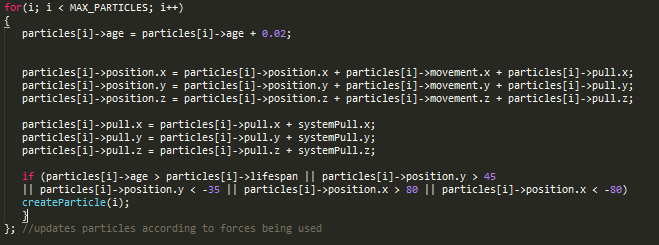 for(i; i < MAX_PARTICLES; i++)
{
particles[i]->age = particles[i]->age + 0.02;
particles[i]->position.x = particles[i]->position.x + particles[i]->movement.x + particles[i]->pull.x;
particles[i]->position.y = particles[i]->position.y + particles[i]->movement.y + particles[i]->pull.y;
particles[i]->position.z = particles[i]->position.z + particles[i]->movement.z + particles[i]->pull.z;
particles[i]->pull.x = particles[i]->pull.x + systemPull.x;
particles[i]->pull.y = particles[i]->pull.y + systemPull.y;
particles[i]->pull.z = particles[i]->pull.z + systemPull.z;
if (particles[i]->age > particles[i]->lifespan || particles[i]->position.y > 45
|| particles[i]->position.y < -35 || particles[i]->position.x > 80 || particles[i]->position.x < -80)
createParticle(i);
}
}; //updates particles according to forces being used